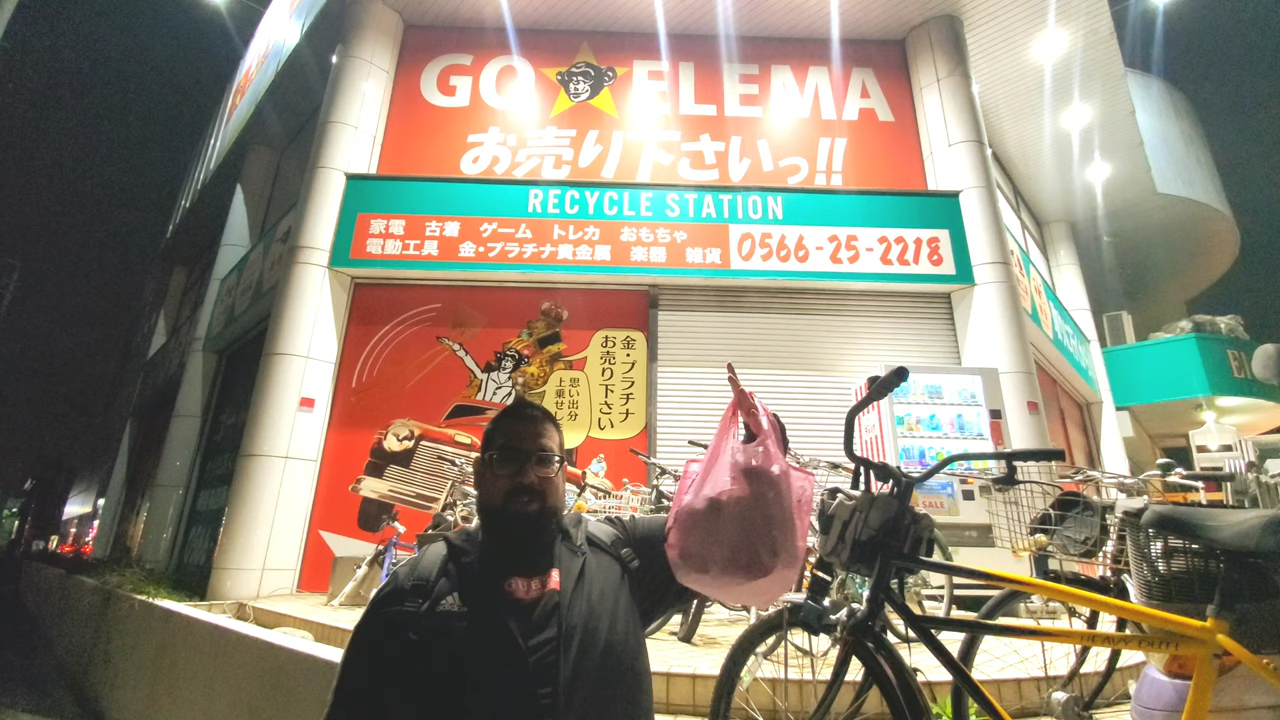 GO ELEMA
お売り下さいっ!!
RECYCLE STATION
家電 古着 ゲーム トレカ おもちゃ
電動工具 金・プラチナ貴金属 楽器 雑貨
0566-25-2218
金・プラチナ
お売り下さい
思い出分
上乗せし
GUESS
adidas
SALE
HEAVY DUTY